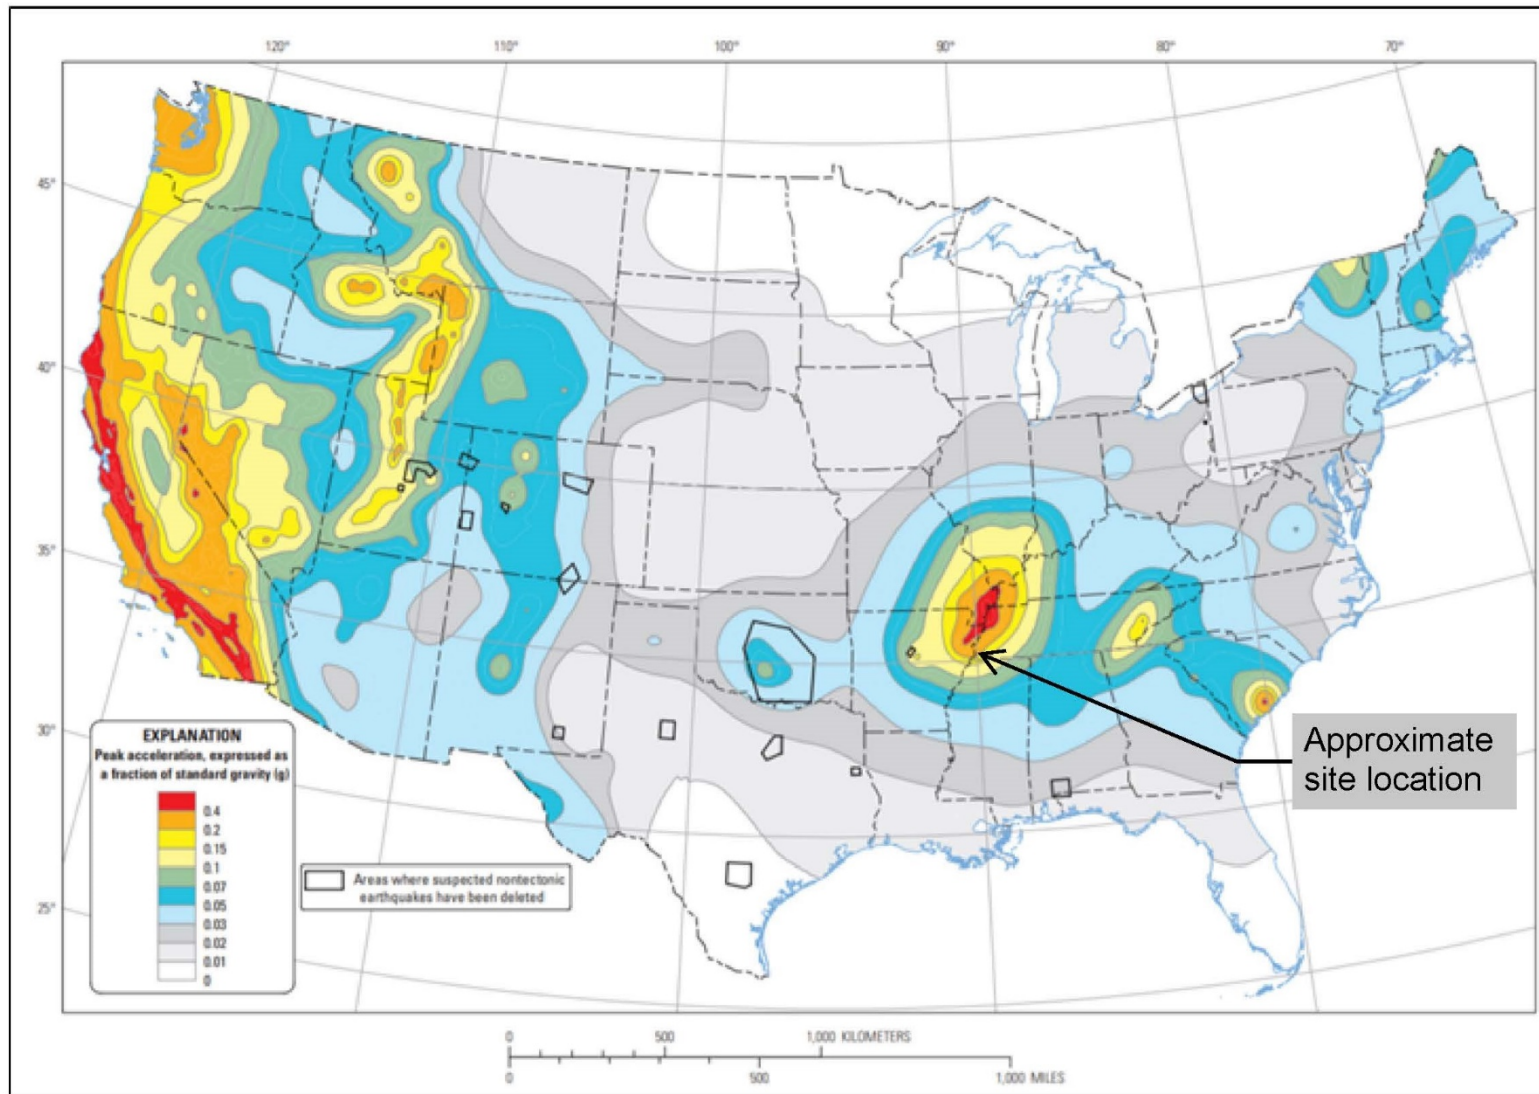 120°
110°
100°
90°
80°
70°
45°
40°
35°
30°
25°
EXPLANATION
Peak acceleration, expressed as
a fraction of standard gravity (g)
0.4
0.2
0.15
0.1
0.07
0.05
0.03
0.02
0.01
0
Areas where suspected nontectonic
earthquakes have been deleted
Approximate
site location
0 500 1,000 KILOMETERS
0 500 1,000 MILES